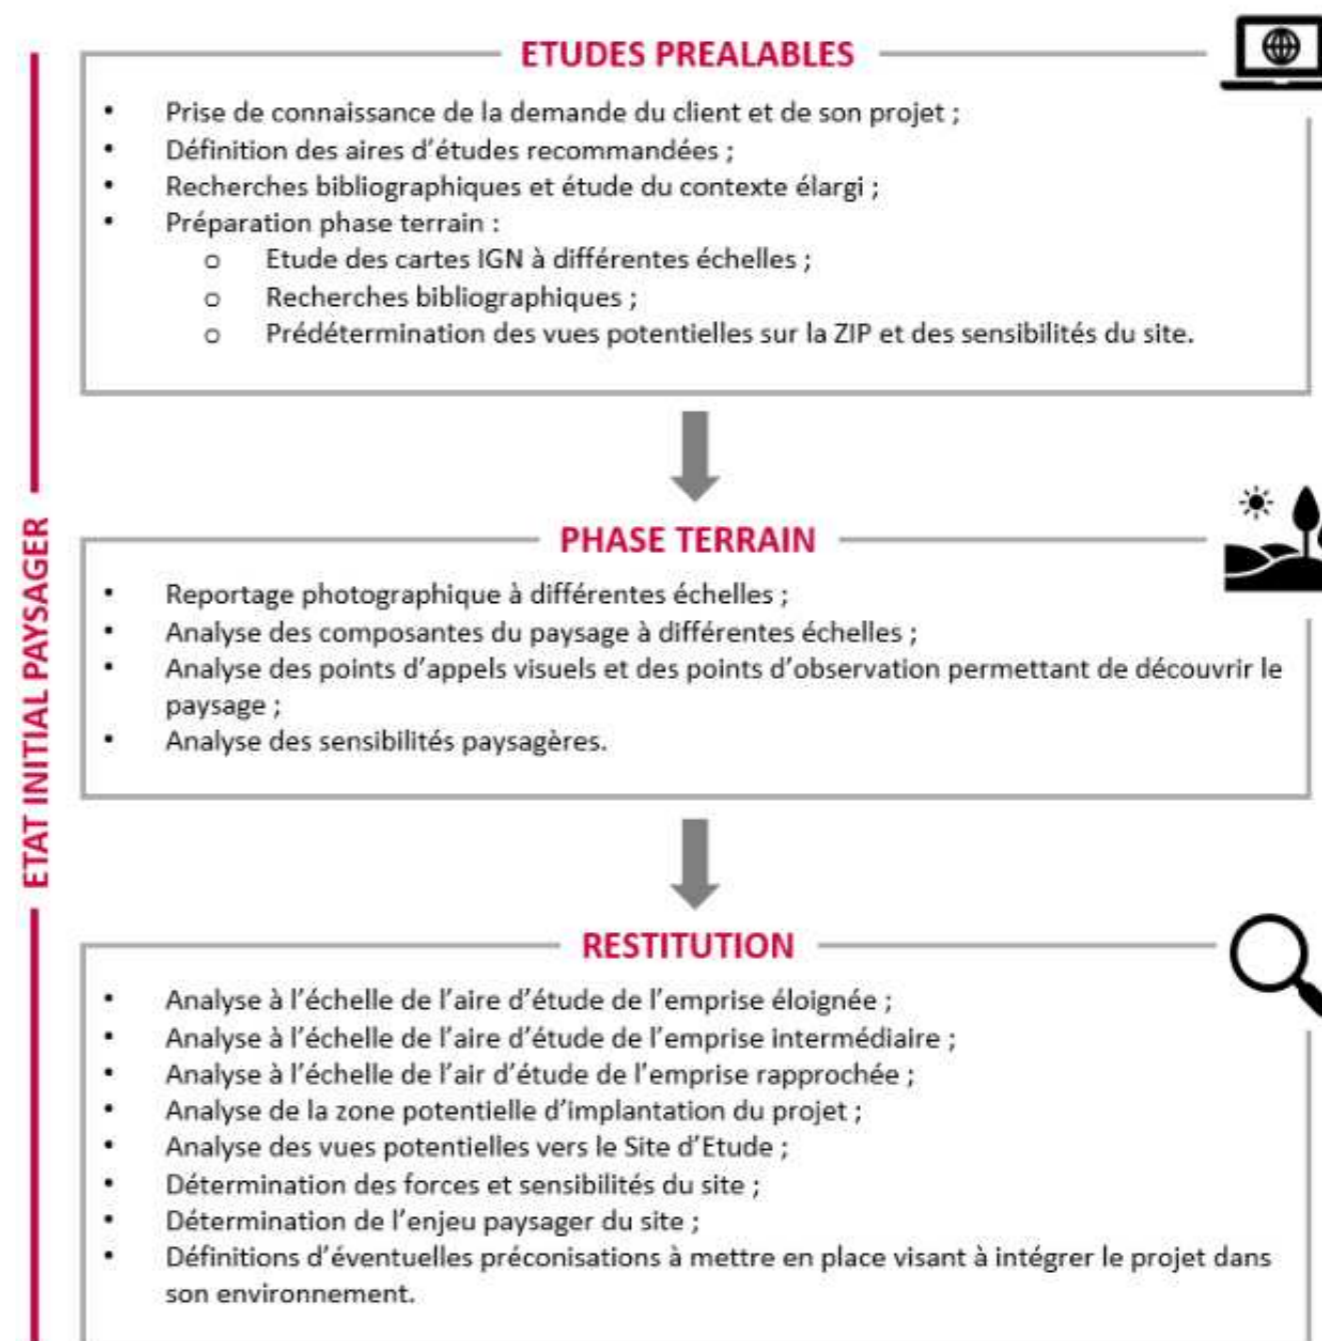 ETUDES PREALABLES
• Prise de connaissance de la demande du client et de son projet ;
• Définition des aires d'études recommandées ;
• Recherches bibliographiques et étude du contexte élargi ;
• Préparation phase terrain :
o Etude des cartes IGN à différentes échelles ;
o Recherches bibliographiques ;
o Prédétermination des vues potentielles sur la ZIP et des sensibilités du site.
ETAT INITIAL PAYSAGER
PHASE TERRAIN
• Reportage photographique à différentes échelles ;
• Analyse des composantes du paysage à différentes échelles ;
• Analyse des points d'appels visuels et des points d'observation permettant de découvrir le
paysage ;
• Analyse des sensibilités paysagères.
RESTITUTION
• Analyse à l'échelle de l'aire d'étude de l'emprise éloignée ;
• Analyse à l'échelle de l'aire d'étude de l'emprise intermédiaire ;
• Analyse à l'échelle de l'air d'étude de l'emprise rapprochée ;
• Analyse de la zone potentielle d'implantation du projet ;
• Analyse des vues potentielles vers le Site d'Etude ;
• Détermination des forces et sensibilités du site ;
• Détermination de l'enjeu paysager du site ;
• Définitions d'éventuelles préconisations à mettre en place visant à intégrer le projet dans
son environnement.